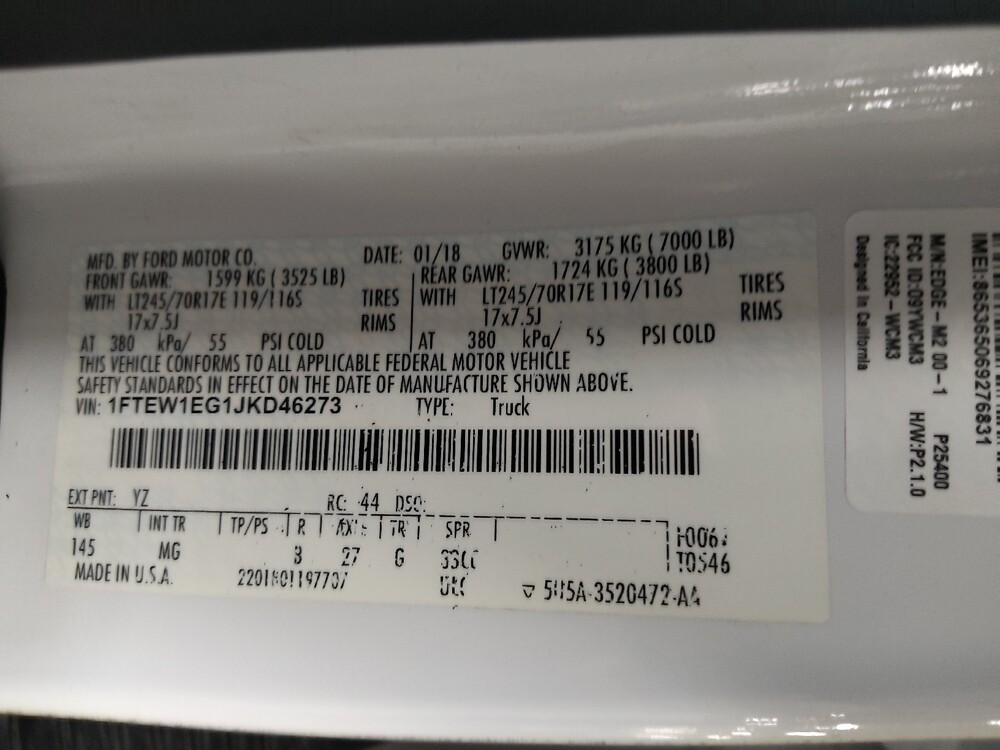 MFD. BY FORD MOTOR CO. DATE: 01/18 GVWR: 3175 KG ( 7000 LB)
FRONT GAWR: 1599 KG ( 3525 LB) REAR GAWR: 1724 KG ( 3800 LB)
WITH LT245/70R17E 119/116S TIRES WITH LT245/70R17E 119/116S TIRES
17x7.5J RIMS 17x7.5J RIMS
AT 380 kPa/ 55 PSI COLD AT 380 kPa/ 55 PSI COLD
THIS VEHICLE CONFORMS TO ALL APPLICABLE FEDERAL MOTOR VEHICLE
SAFETY STANDARDS IN EFFECT ON THE DATE OF MANUFACTURE SHOWN ABOVE.
VIN: 1FTEW1EG1JKD46273 TYPE: Truck
EXT PNT: YZ RC: 44 DSO:
WB INT TR TP/PS R AXLE TR SPR
145 MG 3 27 G
T0546
MADE IN U.S.A.
IMEI:865365069276831
M/N:EDGE-M2 00-1 P25400
FCC ID:09YWCM3 H/W:P2.1.0
IC:22952-WCM3
Designed in California